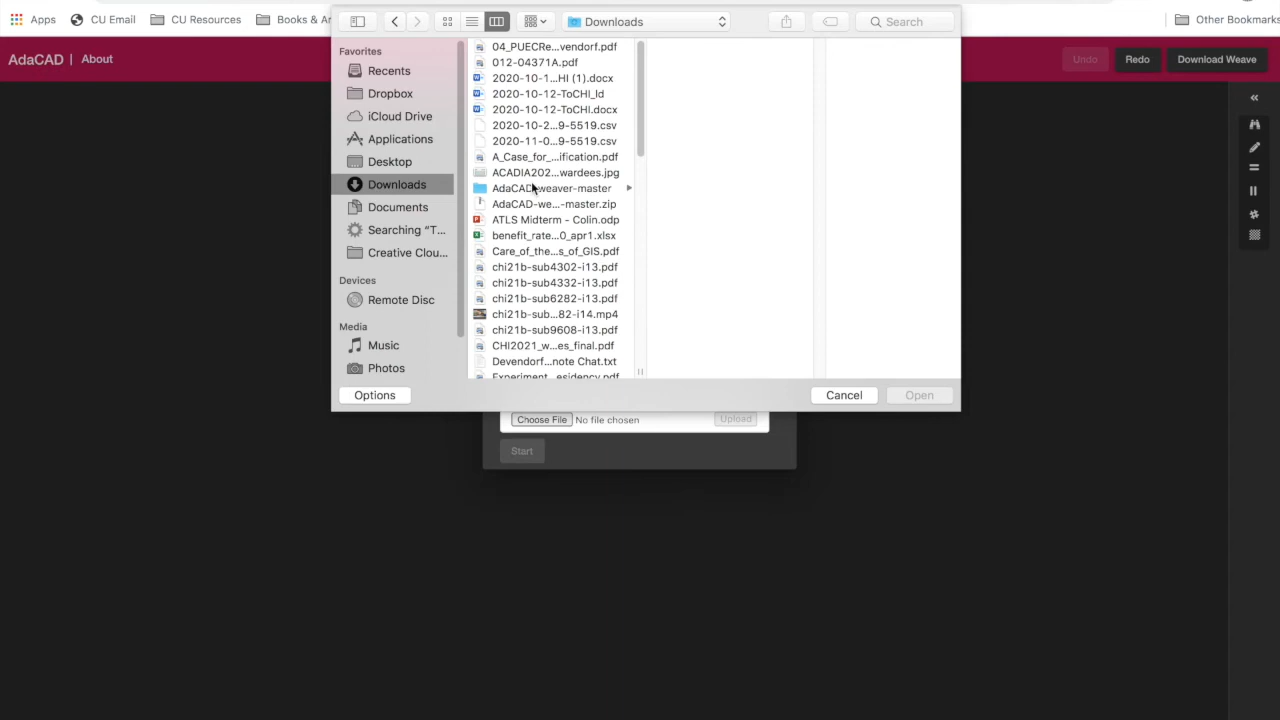 Apps
CU Email
CU Resources
Books & Ar
Other Bookmarks
AdaCAD | About
Undo
Redo
Download Weave
Downloads
Search
Favorites
Recents
Dropbox
iCloud Drive
Applications
Desktop
Downloads
Documents
Searching “T...
Creative Clou...
Devices
Remote Disc
Media
Music
Photos
04_PUECRe...vendorf.pdf
012-04371A.pdf
2020-10-1...HI (1).docx
2020-10-12-ToCHI_ld
2020-10-12-ToCHI.docx
2020-10-2...9-5519.csv
2020-11-0...9-5519.csv
A_Case_for_...ification.pdf
ACADIA202...wardees.jpg
AdaCAD-weaver-master
AdaCAD-we...-master.zip
ATLS Midterm - Colin.odp
benefit_rate...0_apr1.xlsx
Care_of_the...s_of_GIS.pdf
chi21b-sub4302-i13.pdf
chi21b-sub4332-i13.pdf
chi21b-sub6282-i13.pdf
chi21b-sub...82-i14.mp4
chi21b-sub9608-i13.pdf
CHI2021_w...es_final.pdf
Devendorf...note Chat.txt
Experiment...esidency.pdf
Options
Cancel
Open
Choose File No file chosen
Upload
Start